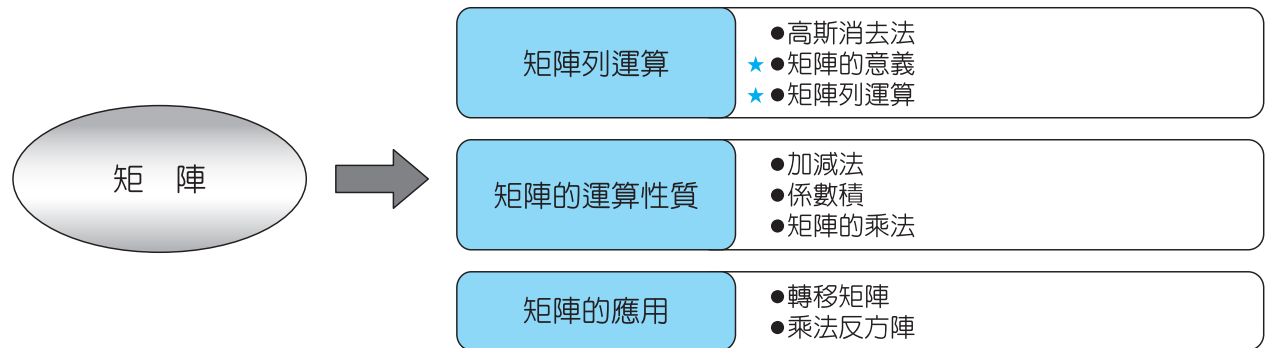 矩 陣
矩陣列運算
●高斯消去法
★ ●矩陣的意義
★ ●矩陣列運算
矩陣的運算性質
●加減法
●係數積
●矩陣的乘法
矩陣的應用
●轉移矩陣
●乘法反方陣